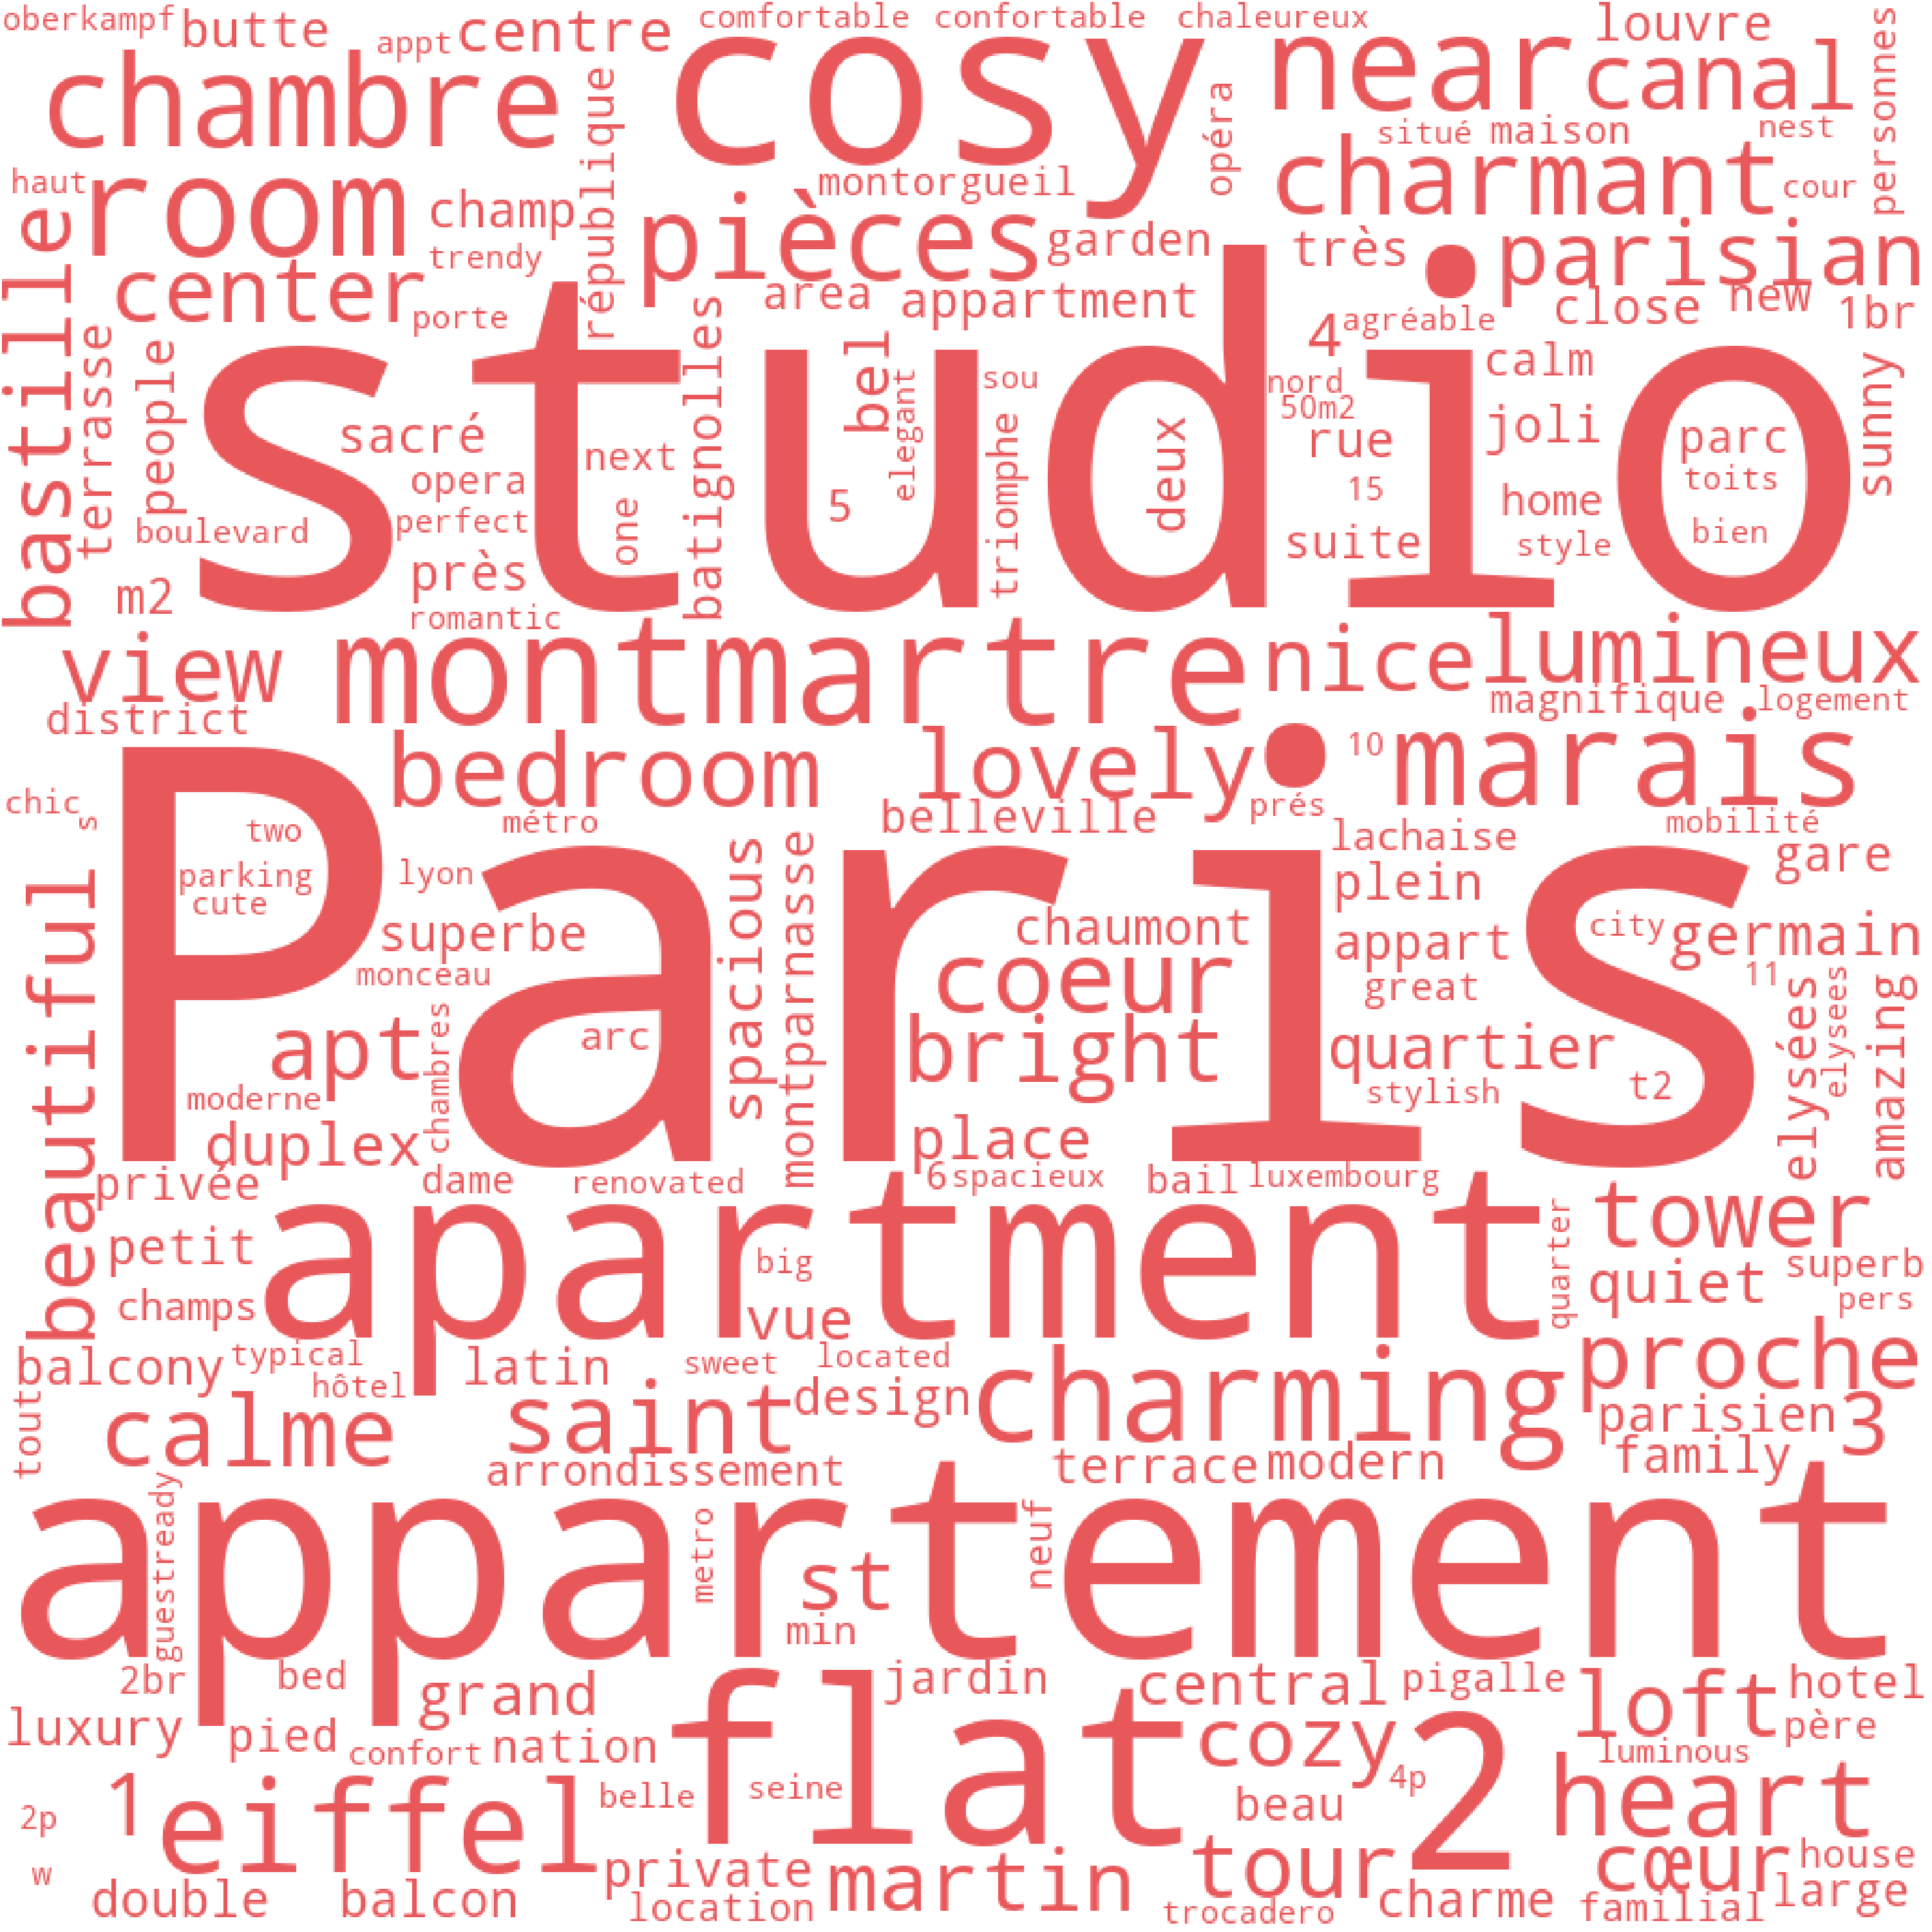 oberkampf
butte
appt
centre
comfortable
confortable
chaleureux
louvre
personnes
chambre
république
cosy
near
canal
opéra
situé
maison
nest
haut
room
champ
montorgueil
charmant
cour
bastille
trendy
pièces
garden
très
parisian
center
porte
area
appartment
close
new
1br
terrasse
people
batignolles
bel
4
agréable
studio
calm
sunny
sacré
next
elegant
sou
triomphe
deux
nord
50m2
rue
joli
parc
opera
5
15
toits
boulevard
perfect
one
home
bien
près
suite
style
m2
romantic
view
montmartre
nice
lumineux
district
magnifique
logement
bedroom
lovely
10
marais
chic
s
two
métro
belleville
prés
lachaise
mobilité
gare
Paris
parking
cute
lyon
spacious
montparnasse
plein
beautiful
superbe
chaumont
appart
city
germain
monceau
coeur
great
11
elysées
elysees
amazing
apt
chambres
arc
bright
quartier
moderne
stylish
t2
duplex
place
privée
dame
renovated
6
spacieux
bail
luxembourg
tower
petit
apartment
big
quarter
quiet
superb
champs
vue
pers
balcony
typical
hôtel
latin
sweet
located
charming
proche
tout
calme
saint
design
parisien
3
arrondissement
terrace
modern
family
guestready
appartement
metro
neuf
st
min
2br
bed
grand
jardin
central
pigalle
loft
hotel
luxury
pied
confort
nation
flat
cozy
2
père
luminous
1
eiffel
belle
seine
4p
beau
heart
2p
w
private
martin
tour
cœur
house
double
balcon
location
trocadero
charme
familial
large